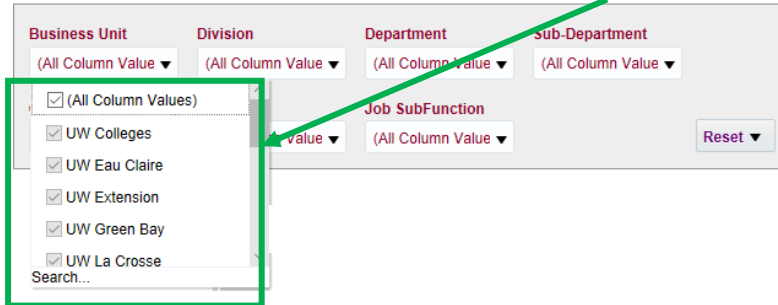 Business Unit Division Department Sub-Department
(All Column Value (All Column Value (All Column Value (All Column Value
(All Column Values)
Job SubFunction
UW Colleges Value (All Column Value Reset
UW Eau Claire
UW Extension
UW Green Bay
UW La Crosse
Search...